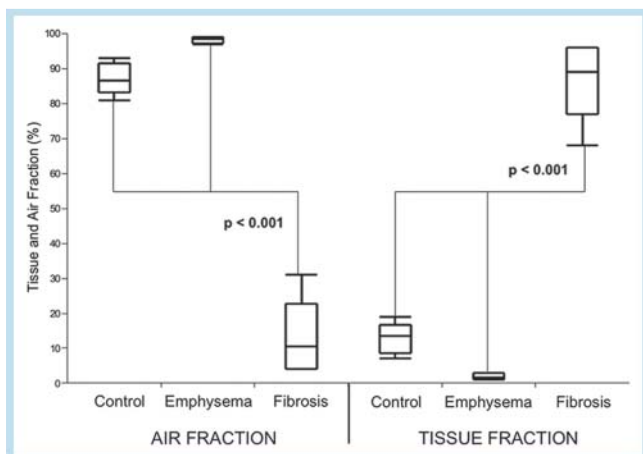 Tissue and Air Fraction (%)
100
90
80
70
60
50
40
30
20
10
0
p < 0.001
p < 0.001
Control Emphysema Fibrosis Control Emphysema Fibrosis
AIR FRACTION TISSUE FRACTION